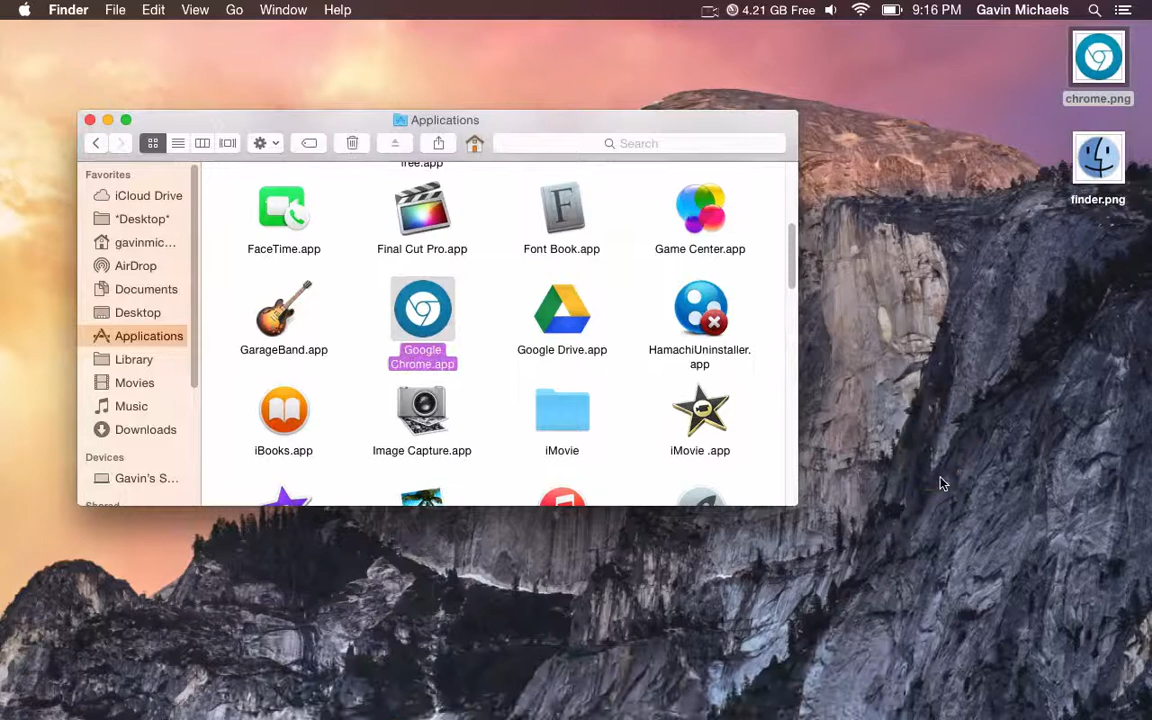 Finder File Edit View Go Window Help 4.21 GB Free 9:16 PM Gavin Michaels
chrome.png
finder.png
Applications
Search
Favorites
iCloud Drive
*Desktop*
gavinmic...
AirDrop
Documents
Desktop
Applications
Library
Movies
Music
Downloads
Devices
Gavin's S...
Shared
free.app
FaceTime.app Final Cut Pro.app Font Book.app Game Center.app
GarageBand.app Google Chrome.app Google Drive.app HamachiUninstaller.
app
iBooks.app Image Capture.app iMovie iMovie .app